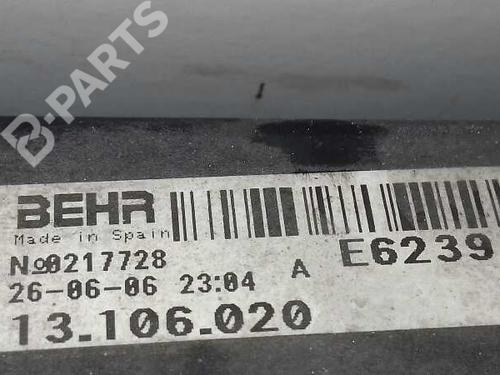 B-PARTS
BEHR
Made in Spain
E6239
№0217728
26-06-06 23:04 A
13.106.020